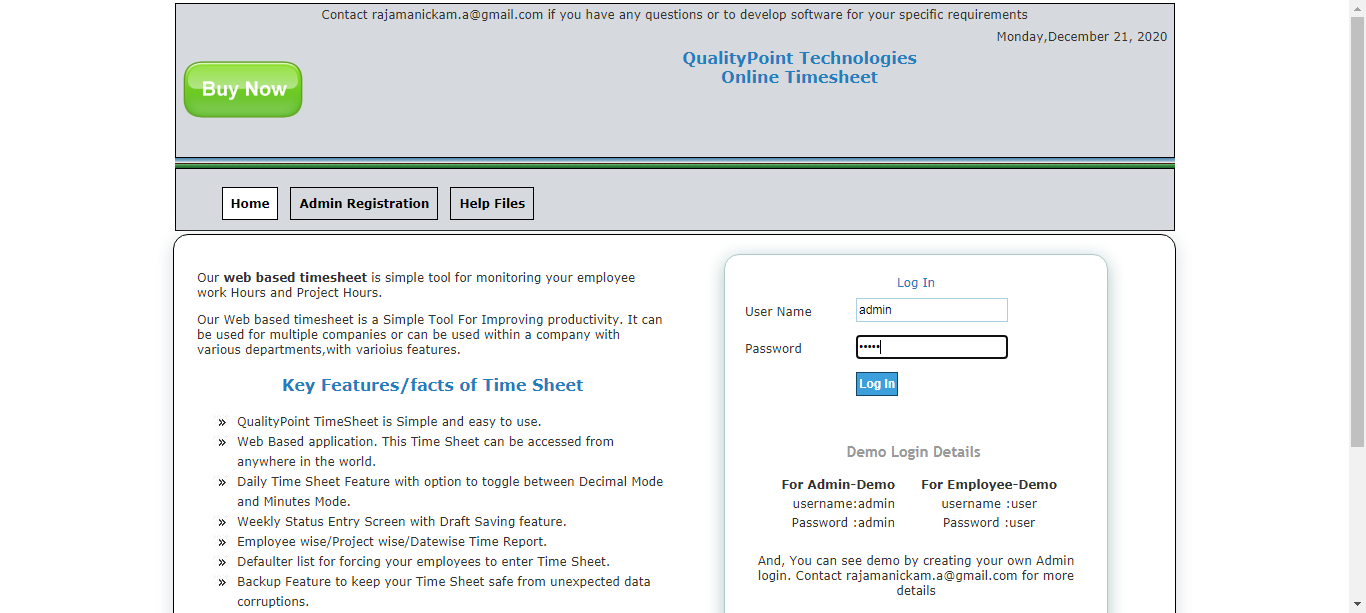 Contact rajamanickam.a@gmail.com if you have any questions or to develop software for your specific requirements
Monday,December 21, 2020
QualityPoint Technologies
Online Timesheet
Buy Now
Home
Admin Registration
Help Files
Our web based timesheet is simple tool for monitoring your employee
work Hours and Project Hours.
Our Web based timesheet is a Simple Tool For Improving productivity. It can
be used for multiple companies or can be used within a company with
various departments,with varioius features.
Key Features/facts of Time Sheet
» QualityPoint TimeSheet is Simple and easy to use.
» Web Based application. This Time Sheet can be accessed from
anywhere in the world.
» Daily Time Sheet Feature with option to toggle between Decimal Mode
and Minutes Mode.
» Weekly Status Entry Screen with Draft Saving feature.
» Employee wise/Project wise/Datewise Time Report.
» Defaulter list for forcing your employees to enter Time Sheet.
» Backup Feature to keep your Time Sheet safe from unexpected data
corruptions.
Log In
User Name admin
Password •••••
Log In
Demo Login Details
For Admin-Demo For Employee-Demo
username:admin username :user
Password :admin Password :user
And, You can see demo by creating your own Admin
login. Contact rajamanickam.a@gmail.com for more
details